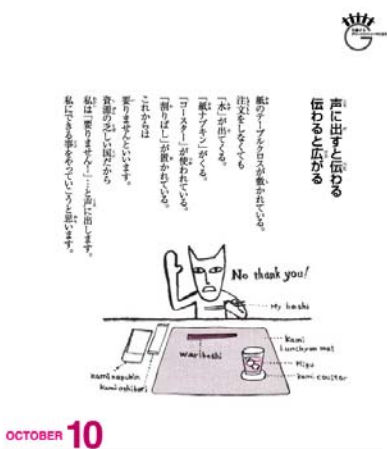 声に出すと伝わる
伝わると広がる
紙のテーブルクロスが敷かれている。
注文をしなくても
「水」が出てくる。
「紙ナプキン」がくる。
「コースター」が使われている。
「割りばし」が置かれている。
これからは
要りませんといいます。
資源の乏しい国だから
私は「要りませんー」…と声に出します。
私にできる事をやっていこうと思います。
No thank you!
My hashi
kami
lunchyon mat
Mizu
kami coaster
waribashi
kami napukin
kami oshibori
OCTOBER 10